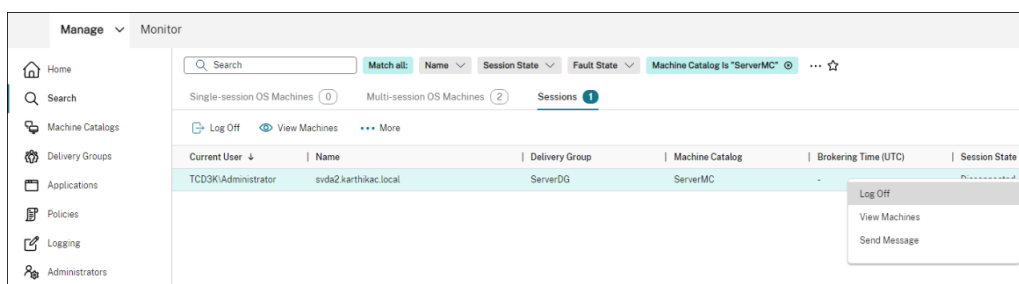 Manage Monitor
Home
Search
Machine Catalogs
Delivery Groups
Applications
Policies
Logging
Administrators
Search Match all: Name Session State Fault State Machine Catalog Is "ServerMC"
Single-session OS Machines 0 Multi-session OS Machines 2 Sessions 1
Log Off View Machines ••• More
Current User ↓ Name Delivery Group Machine Catalog Brokering Time (UTC) Session State
TCD3K\Administrator svda2.karthikac.local ServerDG ServerMC - Disconnected
Log Off
View Machines
Send Message